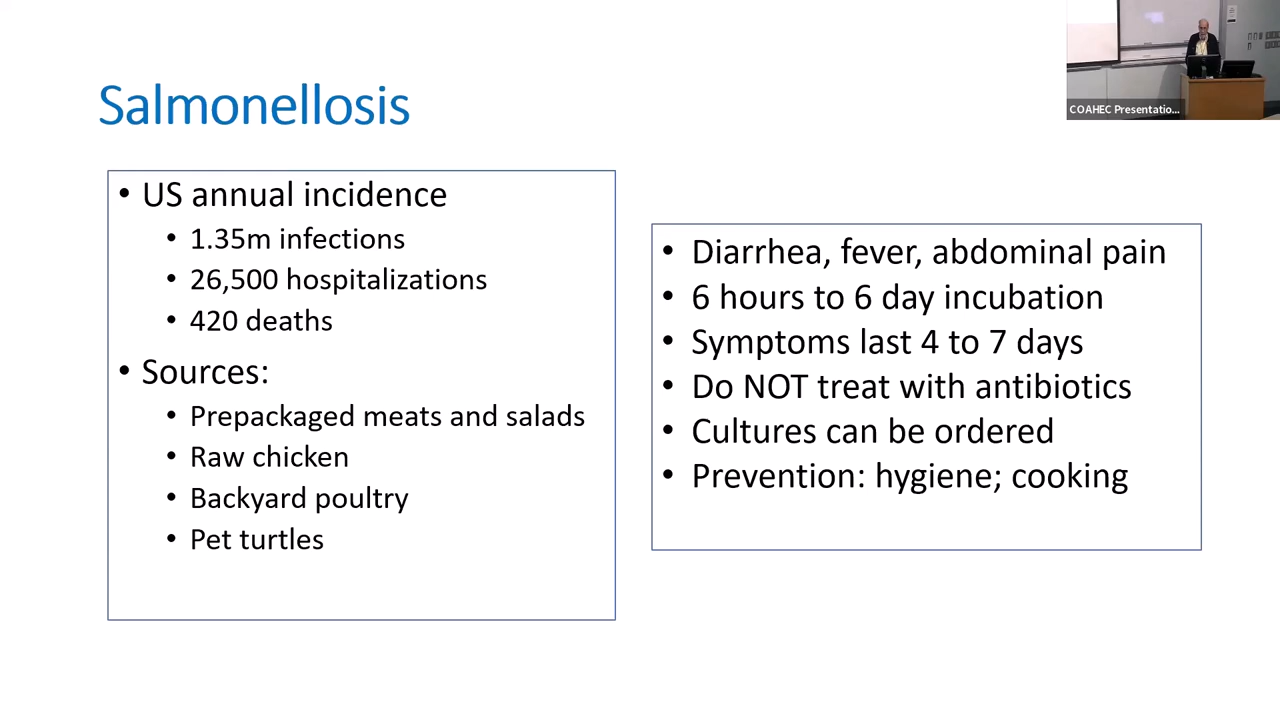 Salmonellosis
• US annual incidence
• 1.35m infections
• 26,500 hospitalizations
• 420 deaths
• Sources:
• Prepackaged meats and salads
• Raw chicken
• Backyard poultry
• Pet turtles
• Diarrhea, fever, abdominal pain
• 6 hours to 6 day incubation
• Symptoms last 4 to 7 days
• Do NOT treat with antibiotics
• Cultures can be ordered
• Prevention: hygiene; cooking
COAHEC Presentatio...